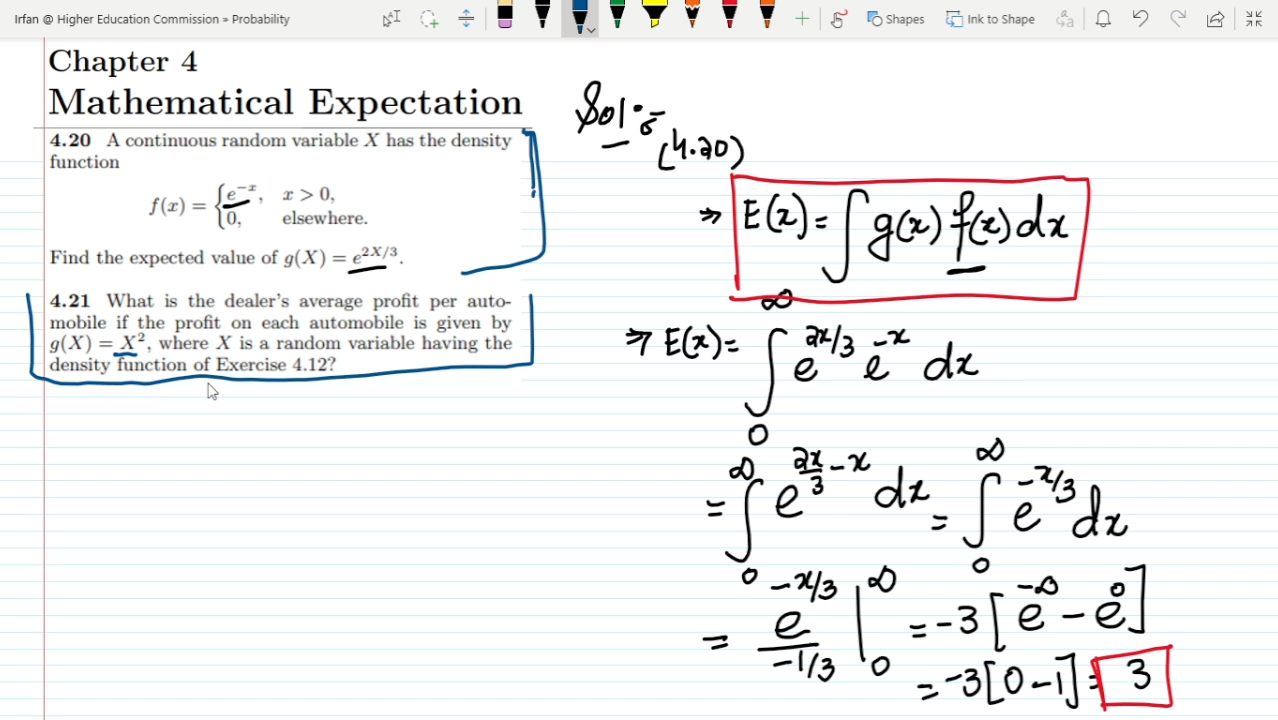 Irfan @ Higher Education Commission » Probability
Shapes
Ink to Shape
Chapter 4
Mathematical Expectation
4.20 A continuous random variable X has the density
function
f(x) = { e^{-x}, x > 0,
0, elsewhere.
Find the expected value of g(X) = e^{2X/3}.
4.21 What is the dealer's average profit per auto-
mobile if the profit on each automobile is given by
g(X) = X², where X is a random variable having the
density function of Exercise 4.12?
Sol:-
(4.20)
⇒ E(x) = ∫ g(x) f(x) dx
⇒ E(x) = ∫_0^∞ e^{2x/3} e^{-x} dx
= ∫_0^∞ e^{2x/3 - x} dx = ∫_0^∞ e^{-x/3} dx
= e^{-x/3} / -1/3 |_0^∞ = -3[e^{-∞} - e^0]
= -3[0-1] = 3